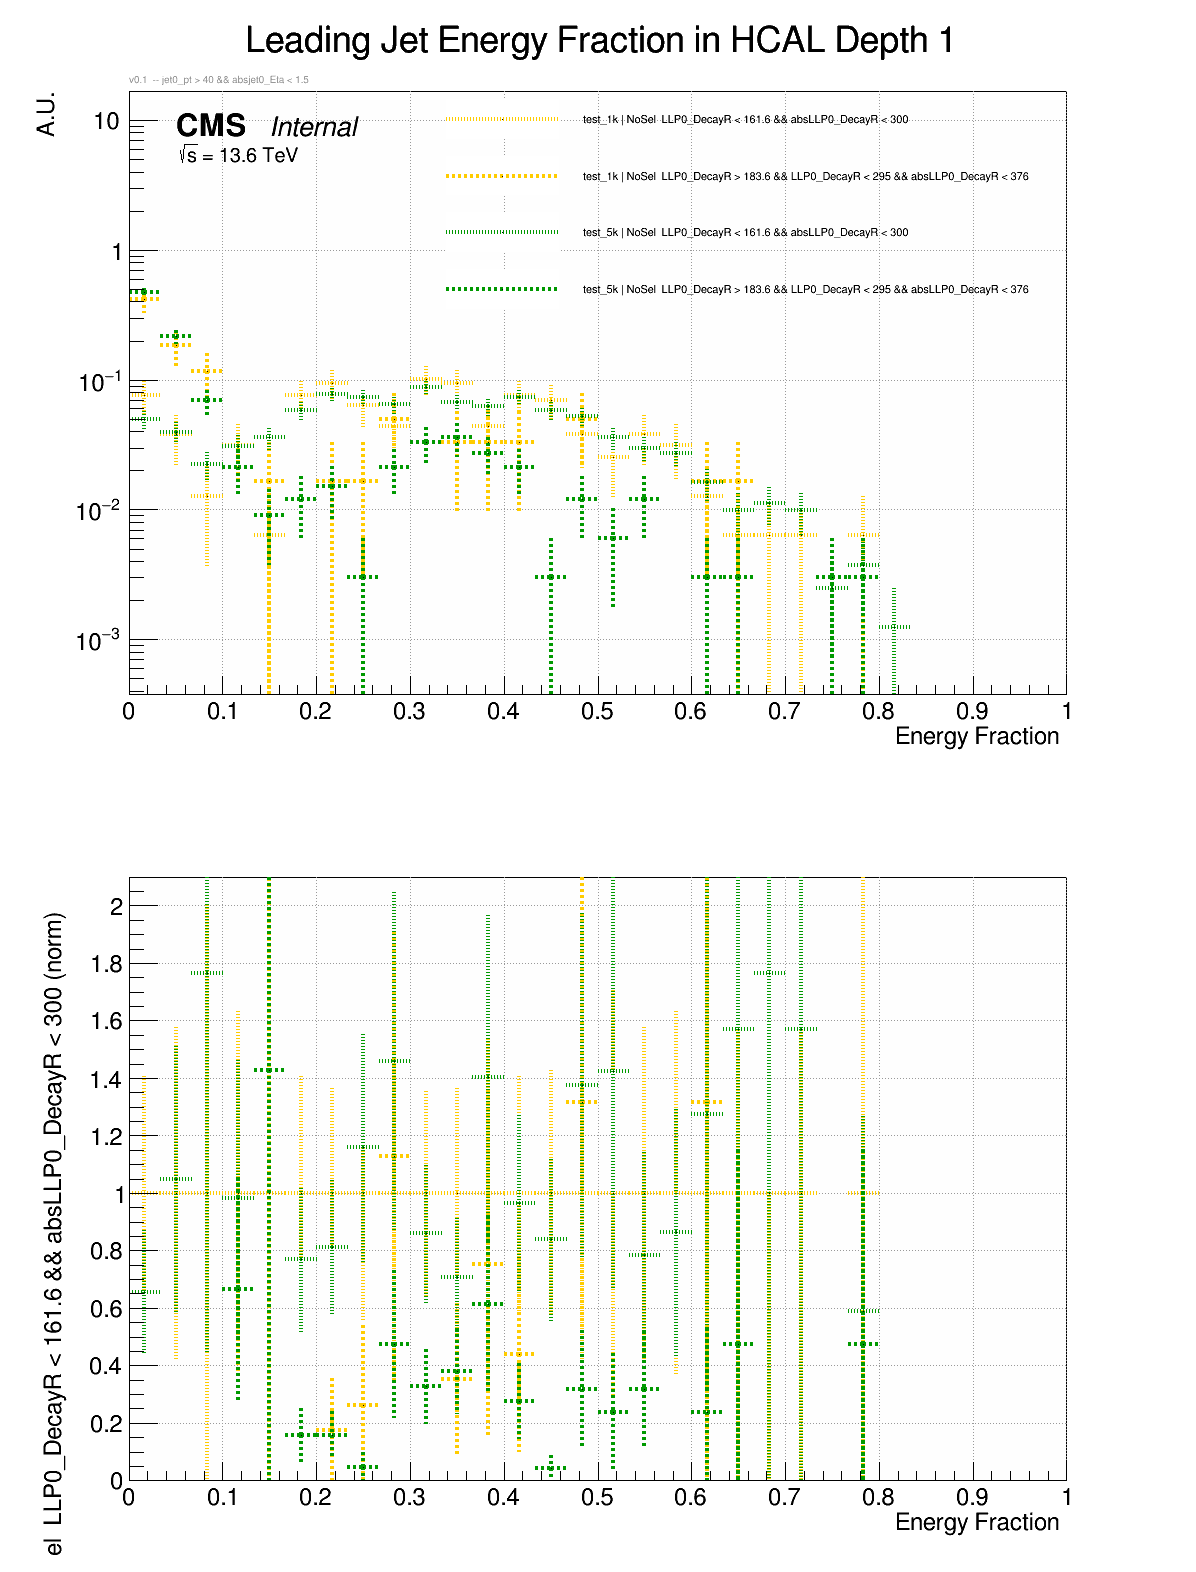 Leading Jet Energy Fraction in HCAL Depth 1
v0.1 -- jet0_pt > 40 && absjet0_Eta < 1.5
A.U.
CMS Internal
√s = 13.6 TeV
test_1k | NoSel LLP0_DecayR < 161.6 && absLLP0_DecayR < 300
test_1k | NoSel LLP0_DecayR > 183.6 && LLP0_DecayR < 295 && absLLP0_DecayR < 376
test_5k | NoSel LLP0_DecayR < 161.6 && absLLP0_DecayR < 300
test_5k | NoSel LLP0_DecayR > 183.6 && LLP0_DecayR < 295 && absLLP0_DecayR < 376
10
1
10⁻¹
10⁻²
10⁻³
0 0.1 0.2 0.3 0.4 0.5 0.6 0.7 0.8 0.9 1
Energy Fraction
el LLP0_DecayR < 161.6 && absLLP0_DecayR < 300 (norm)
2
1.8
1.6
1.4
1.2
1
0.8
0.6
0.4
0.2
0
0 0.1 0.2 0.3 0.4 0.5 0.6 0.7 0.8 0.9 1
Energy Fraction